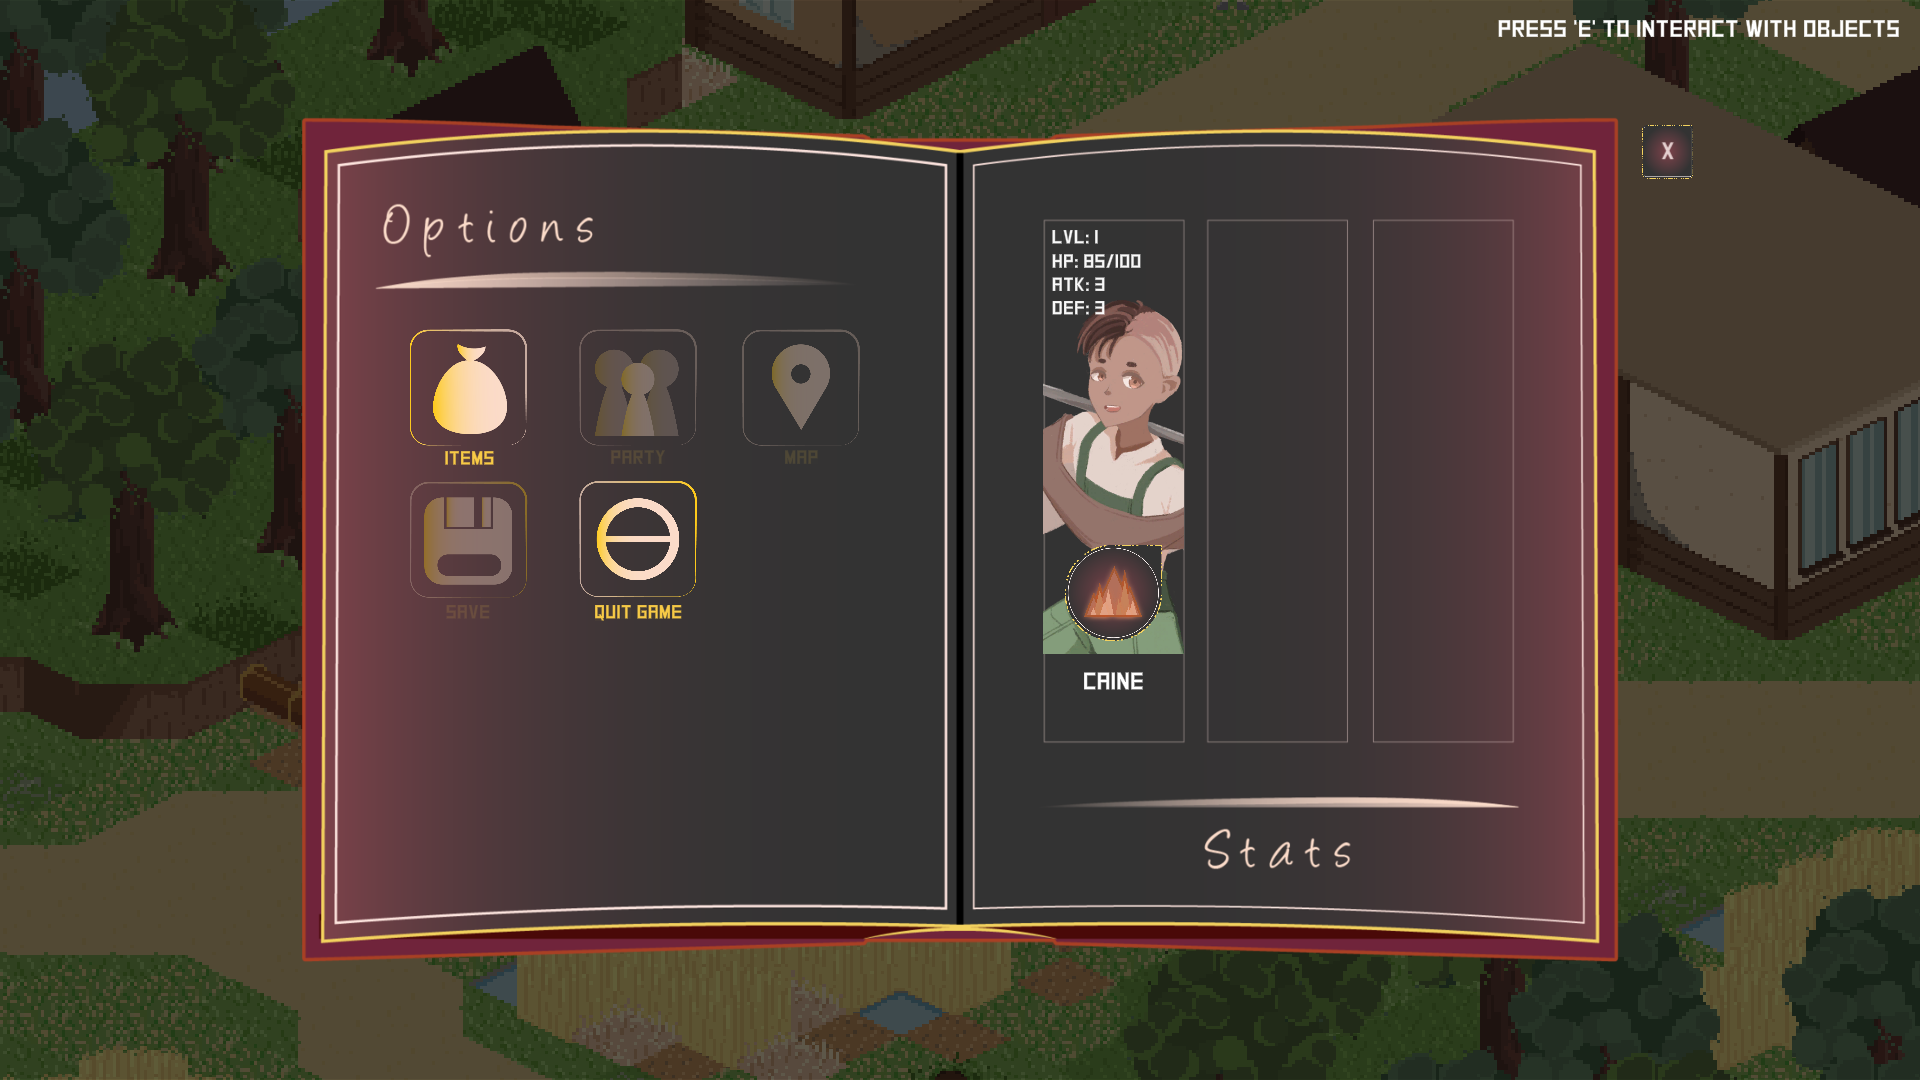 PRESS 'E' TO INTERACT WITH OBJECTS
X
Options
ITEMS
PARTY
MAP
SAVE
QUIT GAME
LVL: 1
HP: 85/100
ATK: 3
DEF: 3
CAINE
Stats